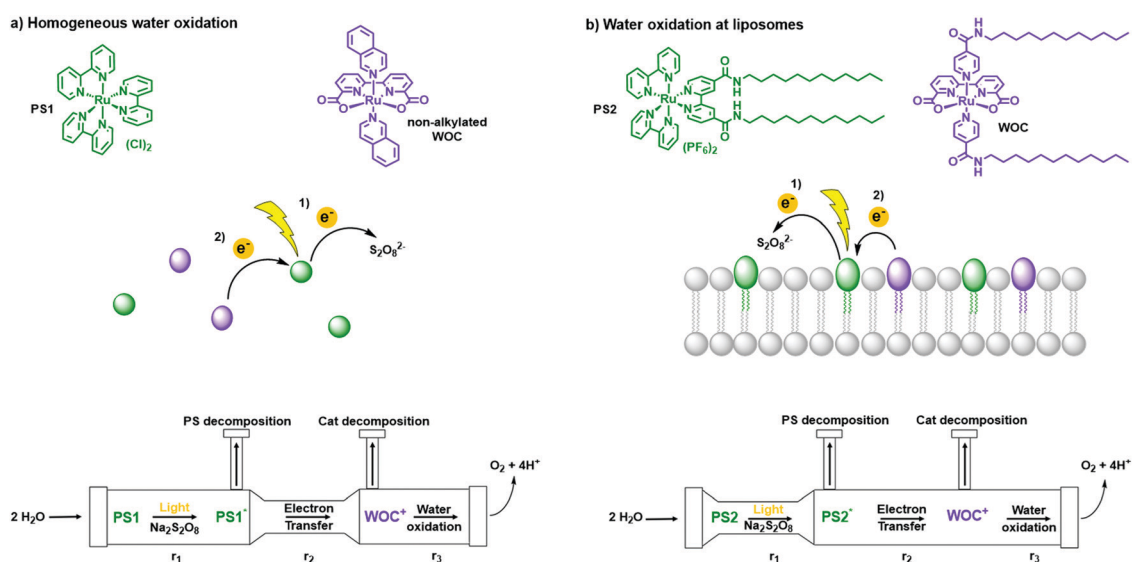 a) Homogeneous water oxidation
PS1
N
N
N
N
N
N
Ru
(Cl)2
N
N
N
N
Ru
O
O
O
O
non-alkylated
WOC
1)
e-
2)
e-
S2O8 2-
PS decomposition
Cat decomposition
O2 + 4H+
2 H2O
PS1
Light
Na2S2O8
PS1*
Electron
Transfer
WOC+
Water
oxidation
r1
r2
r3
b) Water oxidation at liposomes
PS2
N
N
N
N
N
N
Ru
O
N
H
H
N
O
(PF6)2
H
N
O
N
N
N
N
Ru
O
O
O
O
WOC
O
N
H
1)
e-
2)
e-
S2O8 2-
PS decomposition
Cat decomposition
O2 + 4H+
2 H2O
PS2
Light
Na2S2O8
PS2*
Electron
Transfer
WOC+
Water
oxidation
r1
r2
r3